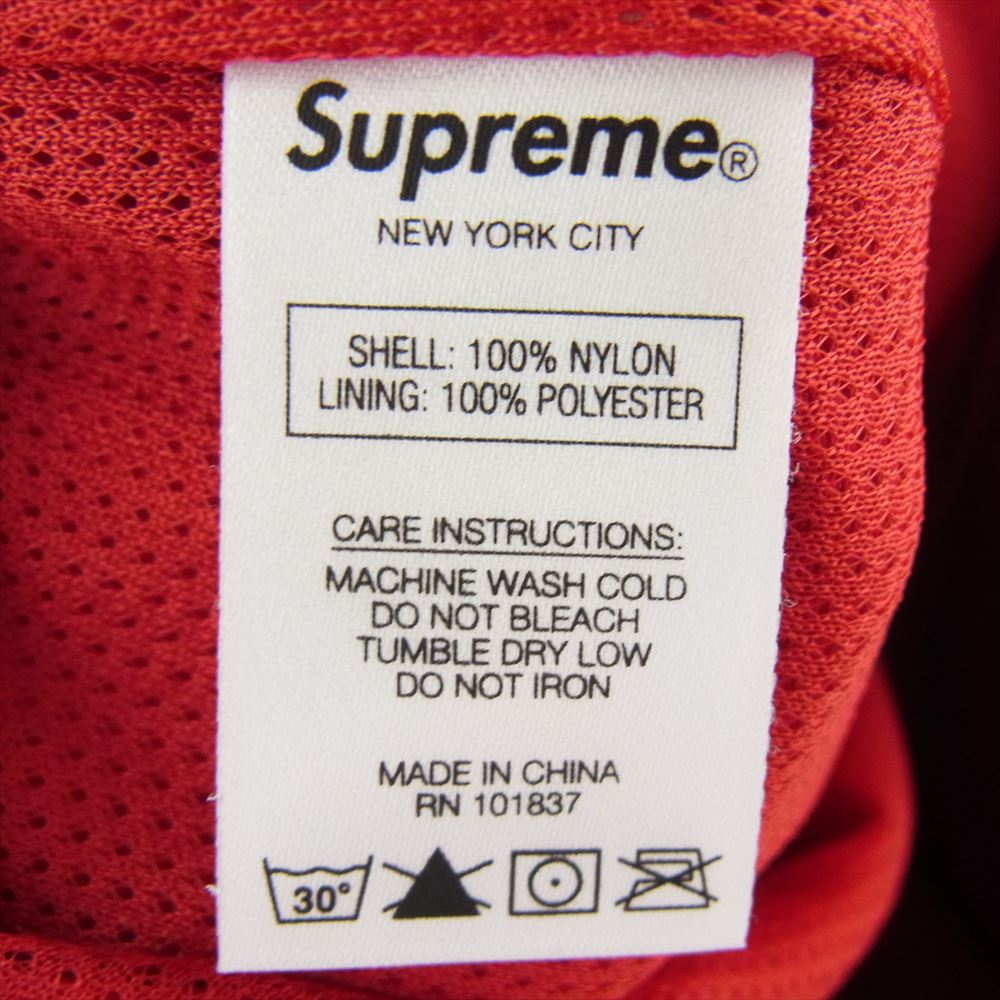 Supreme®
NEW YORK CITY
SHELL: 100% NYLON
LINING: 100% POLYESTER
CARE INSTRUCTIONS:
MACHINE WASH COLD
DO NOT BLEACH
TUMBLE DRY LOW
DO NOT IRON
MADE IN CHINA
RN 101837
30°